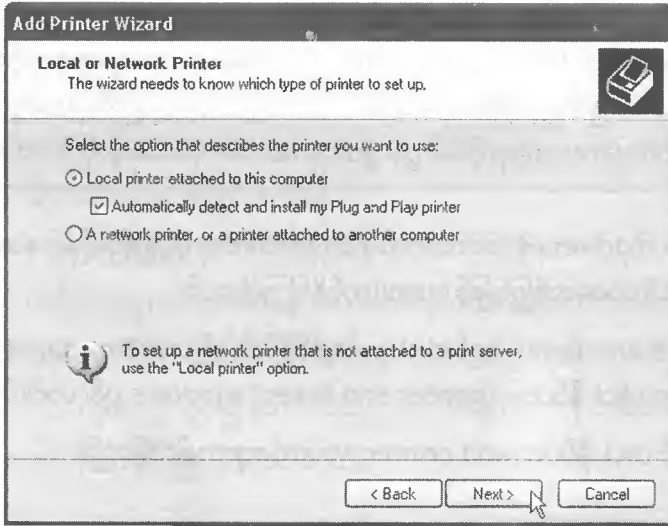 Add Printer Wizard
Local or Network Printer
The wizard needs to know which type of printer to set up.
Select the option that describes the printer you want to use:
Local printer attached to this computer
Automatically detect and install my Plug and Play printer
A network printer, or a printer attached to another computer
To set up a network printer that is not attached to a print server,
use the "Local printer" option.
< Back
Next >
Cancel